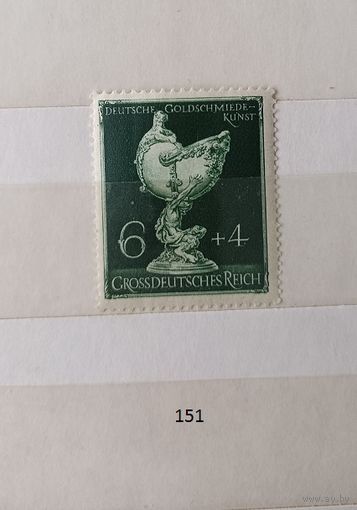 DEUTSCHE GOLDSCHMIEDE-
KUNST
6 +4
GROSSDEUTSCHES REICH
151
www.ay.by